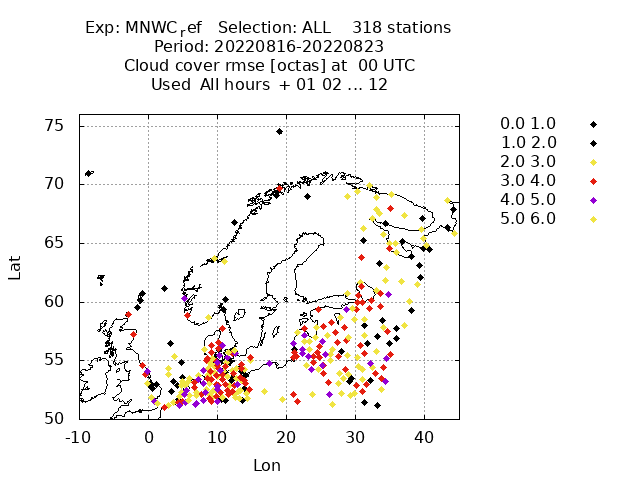 Exp: MNWC_ref   Selection: ALL    318 stations
Period: 20220816-20220823
Cloud cover rmse [octas] at  00 UTC
Used  All hours  + 01 02 ... 12
0.0 1.0
1.0 2.0
2.0 3.0
3.0 4.0
4.0 5.0
5.0 6.0
75
70
65
60
55
50
Lat
-10 0 10 20 30 40
Lon